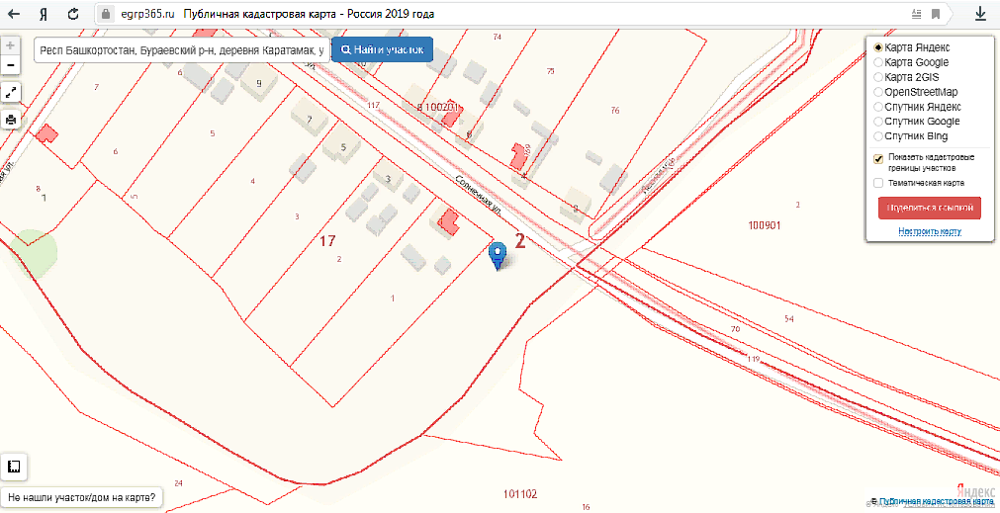 egrp365.ru Публичная кадастровая карта - Россия 2019 года
Респ Башкортостан, Бураевский р-н, деревня Каратамак, у
Найти участок
Карта Яндекс
Карта Google
Карта 2GIS
OpenStreetMap
Спутник Яндекс
Спутник Google
Спутник Bing
Показать кадастровые
границы участков
Тематическая карта
Поделиться ссылкой
Настроить карту
74
75
76
7
6
9
117
100201
7
5
6
5
6
4
3
8
1
5
4
3
3
2
1
17
2
Солнечная ул.
2
100901
54
70
119
24
101102
16
Не нашли участок/дом на карте?
Яндекс
© Публичная кадастровая карта